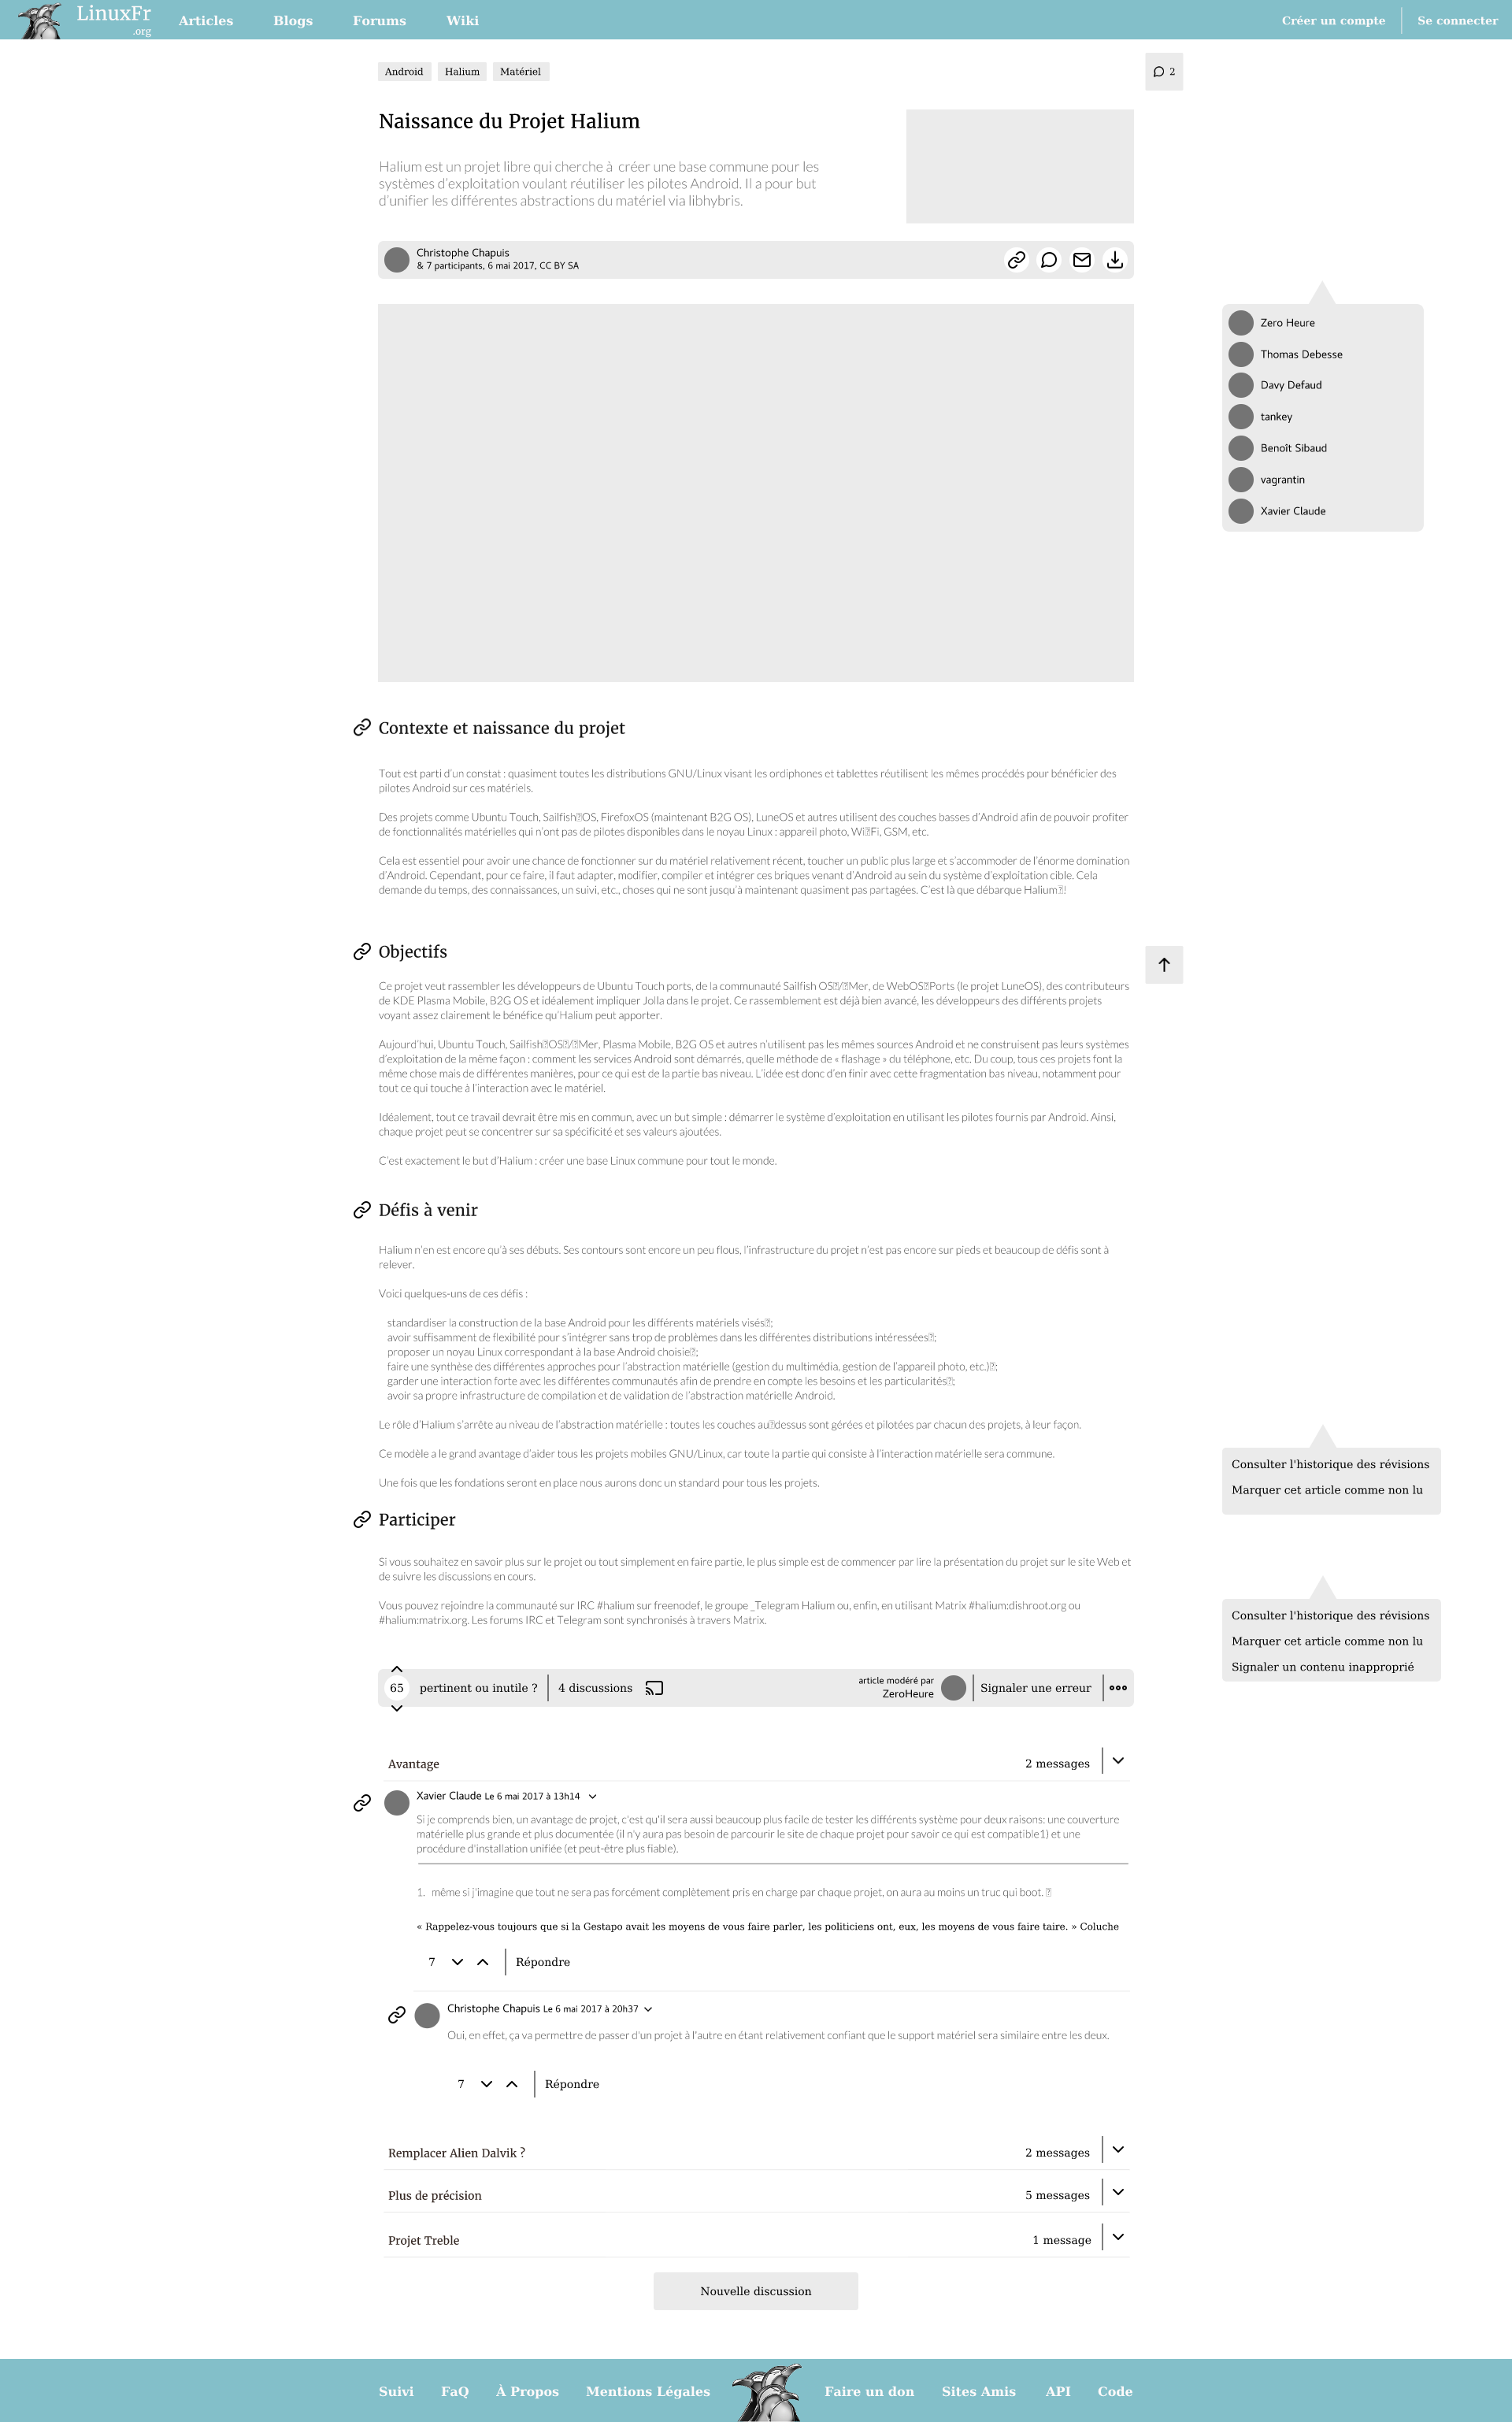 LinuxFr
.org
Articles Blogs Forums Wiki
Créer un compte Se connecter
Android Halium Matériel
2
Naissance du Projet Halium
Halium est un projet libre qui cherche à  créer une base commune pour les
systèmes d’exploitation voulant réutiliser les pilotes Android. Il a pour but
d’unifier les différentes abstractions du matériel via libhybris.
Christophe Chapuis
& 7 participants, 6 mai 2017, CC BY SA
Zero Heure
Thomas Debesse
Davy Defaud
tankey
Benoît Sibaud
vagrantin
Xavier Claude
Contexte et naissance du projet
Tout est parti d’un constat : quasiment toutes les distributions GNU/Linux visant les ordiphones et tablettes réutilisent les mêmes procédés pour bénéficier des
pilotes Android sur ces matériels.
Des projets comme Ubuntu Touch, Sailfish�OS, FirefoxOS (maintenant B2G OS), LuneOS et autres utilisent des couches basses d’Android afin de pouvoir profiter
de fonctionnalités matérielles qui n’ont pas de pilotes disponibles dans le noyau Linux : appareil photo, Wi�Fi, GSM, etc.
Cela est essentiel pour avoir une chance de fonctionner sur du matériel relativement récent, toucher un public plus large et s’accommoder de l’énorme domination
d’Android. Cependant, pour ce faire, il faut adapter, modifier, compiler et intégrer ces briques venant d’Android au sein du système d’exploitation cible. Cela
demande du temps, des connaissances, un suivi, etc., choses qui ne sont jusqu’à maintenant quasiment pas partagées. C’est là que débarque Halium�!
Objectifs
Ce projet veut rassembler les développeurs de Ubuntu Touch ports, de la communauté Sailfish OS�/�Mer, de WebOS�Ports (le projet LuneOS), des contributeurs
de KDE Plasma Mobile, B2G OS et idéalement impliquer Jolla dans le projet. Ce rassemblement est déjà bien avancé, les développeurs des différents projets
voyant assez clairement le bénéfice qu’Halium peut apporter.
Aujourd’hui, Ubuntu Touch, Sailfish�OS�/�Mer, Plasma Mobile, B2G OS et autres n’utilisent pas les mêmes sources Android et ne construisent pas leurs systèmes
d’exploitation de la même façon : comment les services Android sont démarrés, quelle méthode de « flashage » du téléphone, etc. Du coup, tous ces projets font la
même chose mais de différentes manières, pour ce qui est de la partie bas niveau. L’idée est donc d’en finir avec cette fragmentation bas niveau, notamment pour
tout ce qui touche à l’interaction avec le matériel.
Idéalement, tout ce travail devrait être mis en commun, avec un but simple : démarrer le système d’exploitation en utilisant les pilotes fournis par Android. Ainsi,
chaque projet peut se concentrer sur sa spécificité et ses valeurs ajoutées.
C’est exactement le but d’Halium : créer une base Linux commune pour tout le monde.
Défis à venir
Halium n’en est encore qu’à ses débuts. Ses contours sont encore un peu flous, l’infrastructure du projet n’est pas encore sur pieds et beaucoup de défis sont à
relever.
Voici quelques-uns de ces défis :
standardiser la construction de la base Android pour les différents matériels visés�;
avoir suffisamment de flexibilité pour s’intégrer sans trop de problèmes dans les différentes distributions intéressées�;
proposer un noyau Linux correspondant à la base Android choisie�;
faire une synthèse des différentes approches pour l’abstraction matérielle (gestion du multimédia, gestion de l’appareil photo, etc.)�;
garder une interaction forte avec les différentes communautés afin de prendre en compte les besoins et les particularités�;
avoir sa propre infrastructure de compilation et de validation de l’abstraction matérielle Android.
Le rôle d’Halium s’arrête au niveau de l’abstraction matérielle : toutes les couches au�dessus sont gérées et pilotées par chacun des projets, à leur façon.
Ce modèle a le grand avantage d’aider tous les projets mobiles GNU/Linux, car toute la partie qui consiste à l’interaction matérielle sera commune.
Une fois que les fondations seront en place nous aurons donc un standard pour tous les projets.
Consulter l'historique des révisions
Marquer cet article comme non lu
Participer
Si vous souhaitez en savoir plus sur le projet ou tout simplement en faire partie, le plus simple est de commencer par lire la présentation du projet sur le site Web et
de suivre les discussions en cours.
Vous pouvez rejoindre la communauté sur IRC #halium sur freenodef, le groupe _Telegram Halium ou, enfin, en utilisant Matrix #halium:dishroot.org ou
#halium:matrix.org. Les forums IRC et Telegram sont synchronisés à travers Matrix.
Consulter l'historique des révisions
Marquer cet article comme non lu
Signaler un contenu inapproprié
65 pertinent ou inutile ? 4 discussions
article modéré par
ZeroHeure
Signaler une erreur
Avantage 2 messages
Xavier Claude Le 6 mai 2017 à 13h14
Si je comprends bien, un avantage de projet, c'est qu'il sera aussi beaucoup plus facile de tester les différents système pour deux raisons: une couverture
matérielle plus grande et plus documentée (il n'y aura pas besoin de parcourir le site de chaque projet pour savoir ce qui est compatible1) et une
procédure d'installation unifiée (et peut-être plus fiable).
1. même si j'imagine que tout ne sera pas forcément complètement pris en charge par chaque projet, on aura au moins un truc qui boot. �
« Rappelez-vous toujours que si la Gestapo avait les moyens de vous faire parler, les politiciens ont, eux, les moyens de vous faire taire. » Coluche
7 Répondre
Christophe Chapuis Le 6 mai 2017 à 20h37
Oui, en effet, ça va permettre de passer d'un projet à l'autre en étant relativement confiant que le support matériel sera similaire entre les deux.
7 Répondre
Remplacer Alien Dalvik ? 2 messages
Plus de précision 5 messages
Projet Treble 1 message
Nouvelle discussion
Suivi FaQ À Propos Mentions Légales Faire un don Sites Amis API Code